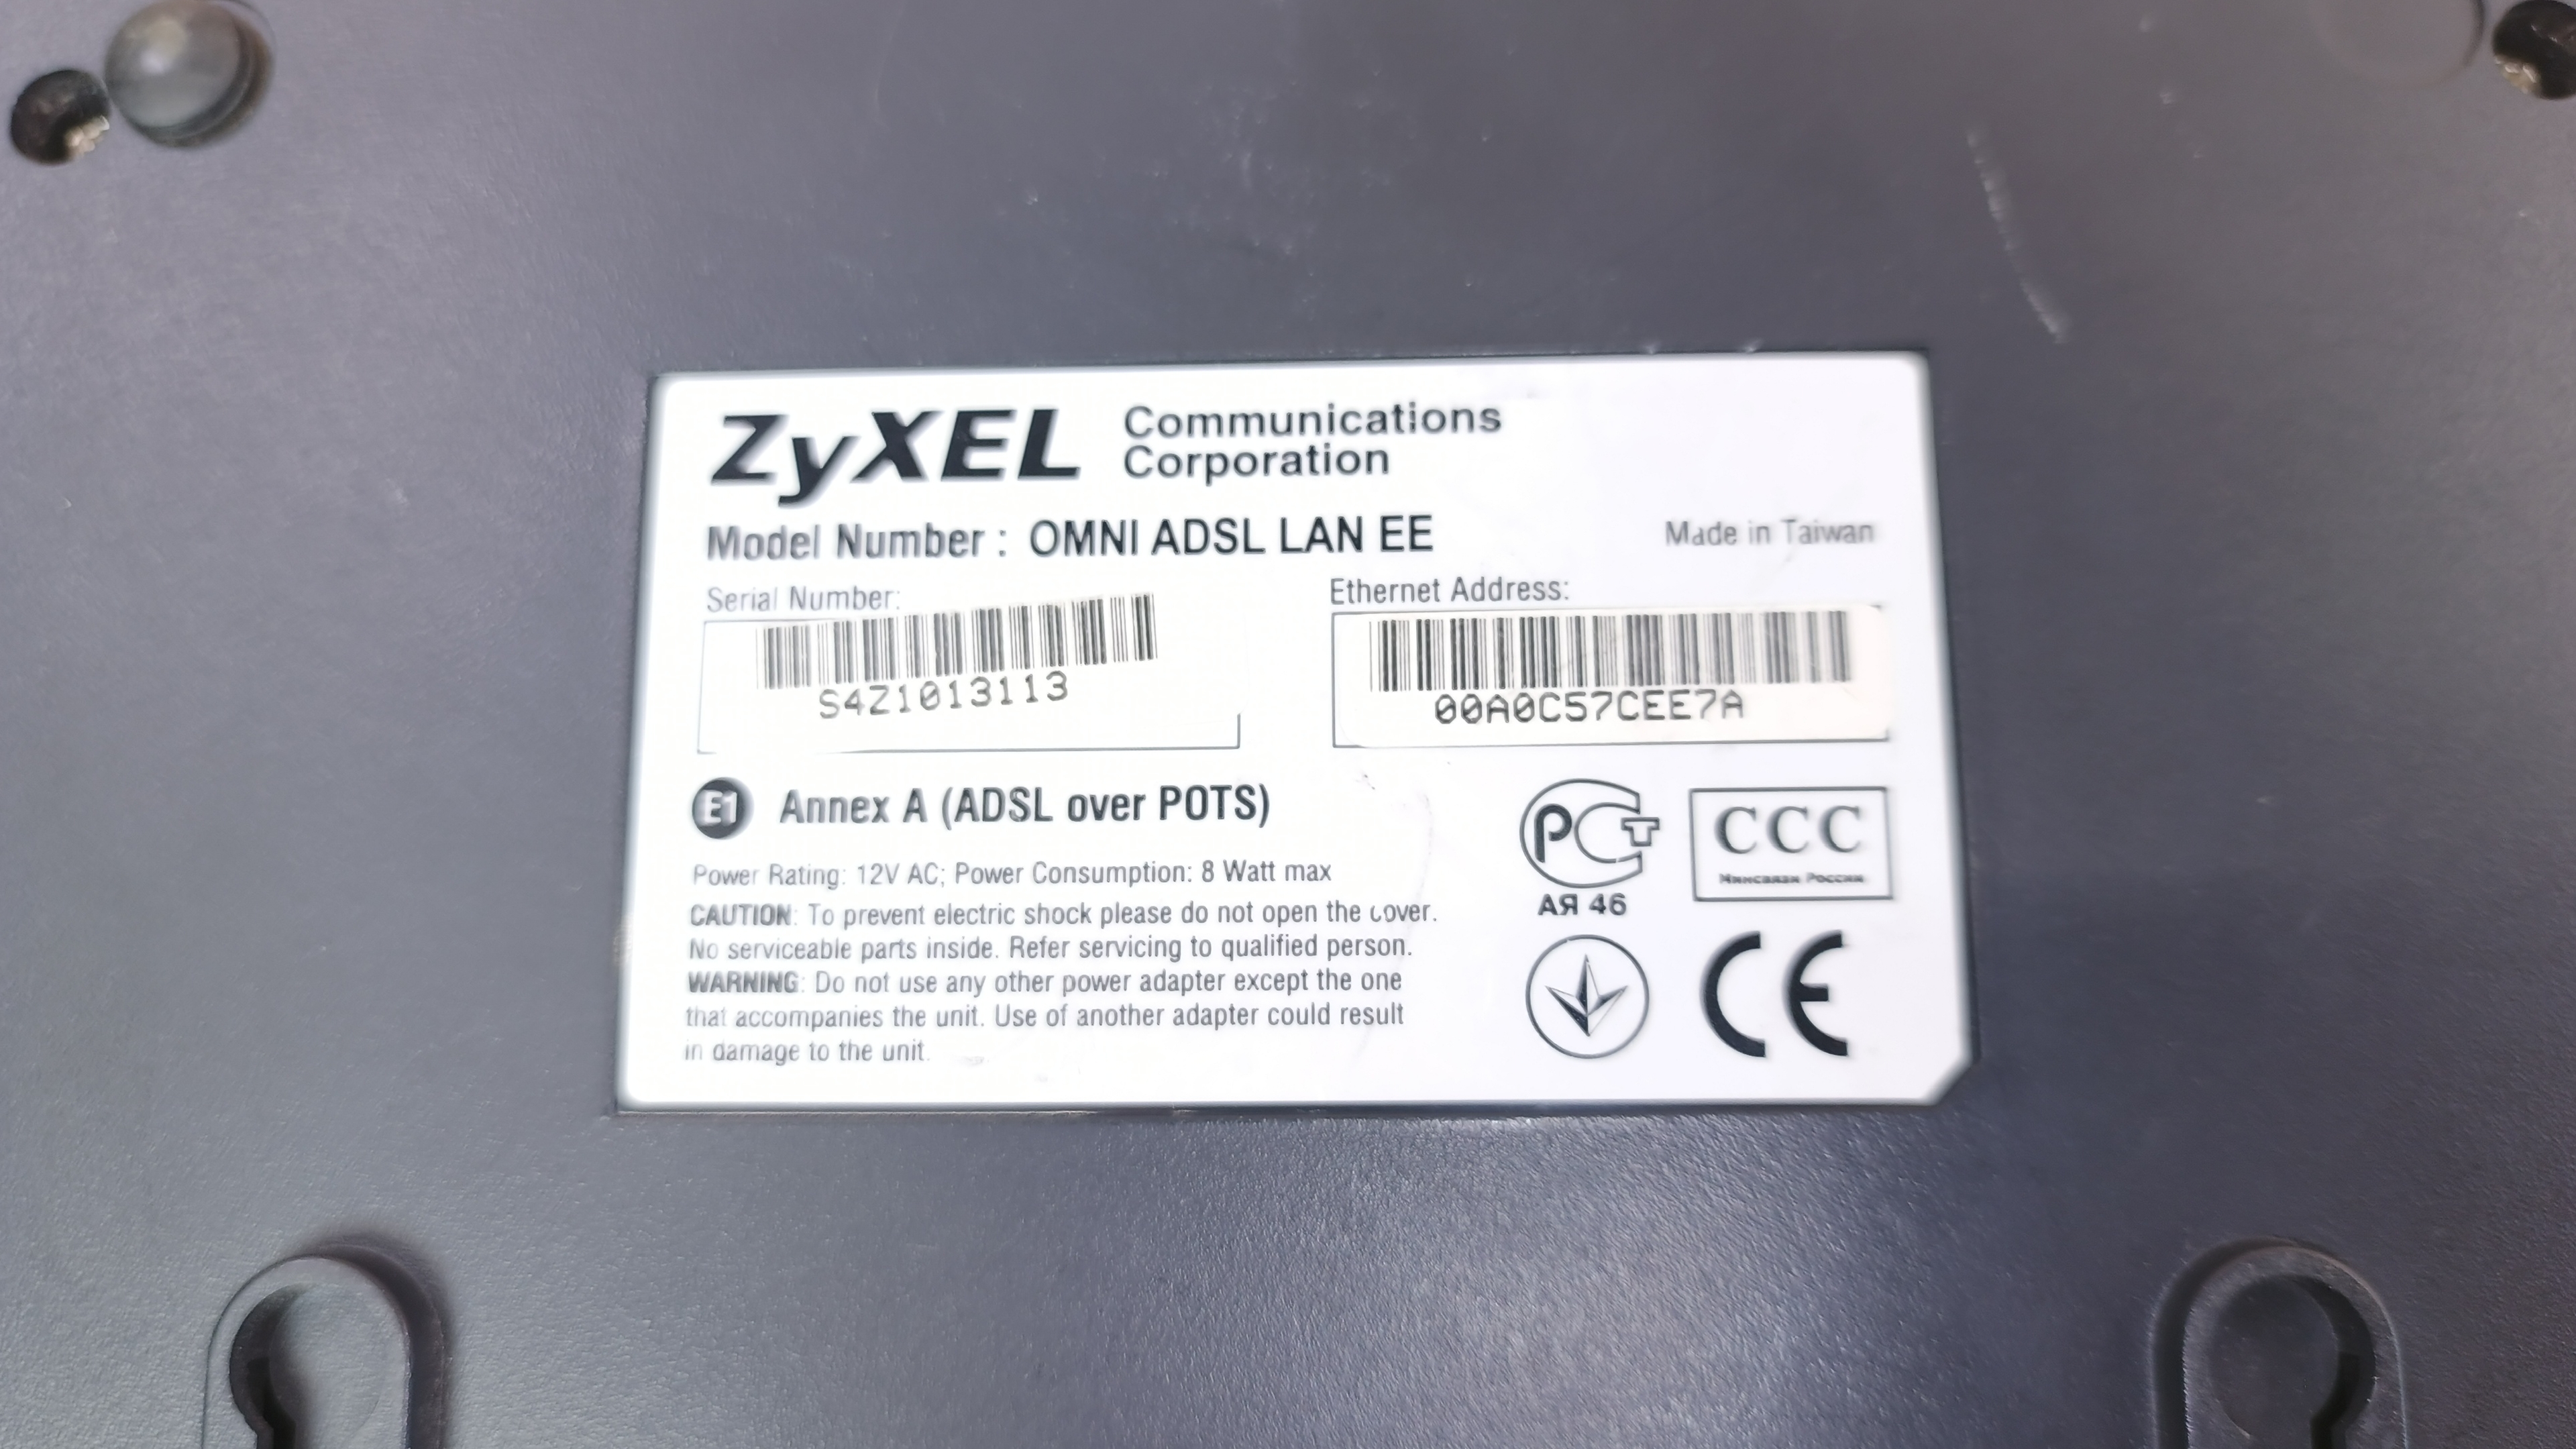 ZyXEL Communications Corporation
Model Number : OMNI ADSL LAN EE
Made in Taiwan
Serial Number:
S4Z1013113
Ethernet Address:
00A0C57CEE7A
E1 Annex A (ADSL over POTS)
Power Rating: 12V AC; Power Consumption: 8 Watt max
CAUTION: To prevent electric shock please do not open the cover.
No serviceable parts inside. Refer servicing to qualified person.
WARNING: Do not use any other power adapter except the one
that accompanies the unit. Use of another adapter could result
in damage to the unit.
РСТ
АЯ 46
ССС
Минсвязи России
CE